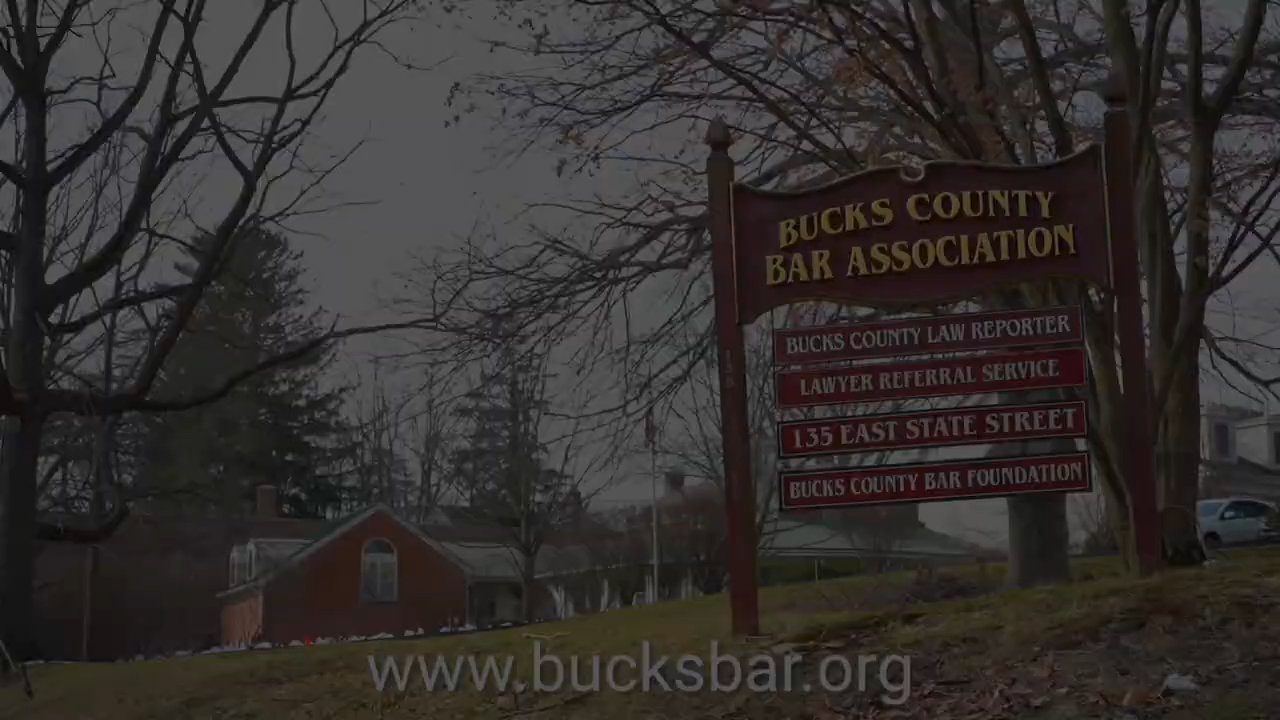 BUCKS COUNTY
BAR ASSOCIATION
BUCKS COUNTY LAW REPORTER
LAWYER REFERRAL SERVICE
135 EAST STATE STREET
BUCKS COUNTY BAR FOUNDATION
www.bucksbar.org